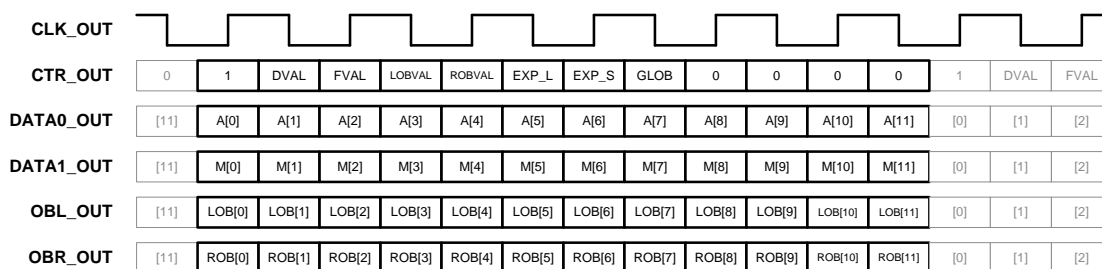 CLK_OUT
CTR_OUT 0 1 DVAL FVAL LOBVAL ROBVAL EXP_L EXP_S GLOB 0 0 0 0 1 DVAL FVAL
DATA0_OUT [11] A[0] A[1] A[2] A[3] A[4] A[5] A[6] A[7] A[8] A[9] A[10] A[11] [0] [1] [2]
DATA1_OUT [11] M[0] M[1] M[2] M[3] M[4] M[5] M[6] M[7] M[8] M[9] M[10] M[11] [0] [1] [2]
OBL_OUT [11] LOB[0] LOB[1] LOB[2] LOB[3] LOB[4] LOB[5] LOB[6] LOB[7] LOB[8] LOB[9] LOB[10] LOB[11] [0] [1] [2]
OBR_OUT [11] ROB[0] ROB[1] ROB[2] ROB[3] ROB[4] ROB[5] ROB[6] ROB[7] ROB[8] ROB[9] ROB[10] ROB[11] [0] [1] [2]